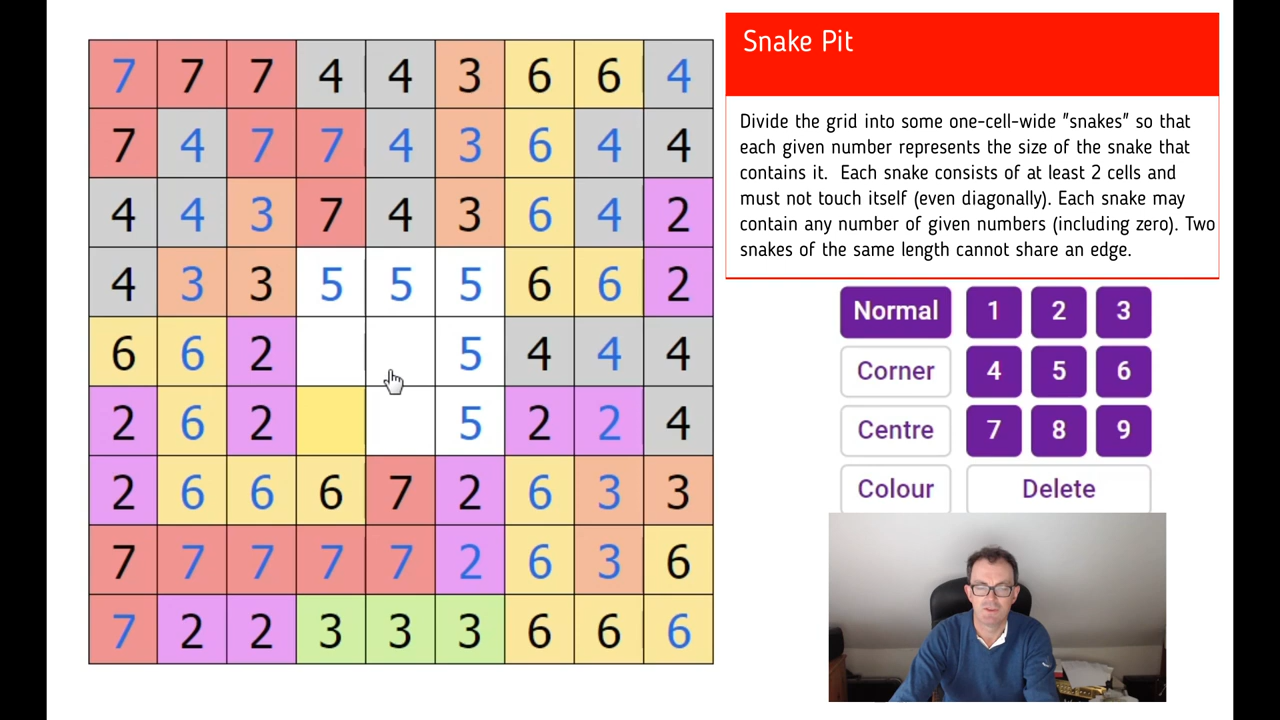 Snake Pit
Divide the grid into some one-cell-wide "snakes" so that
each given number represents the size of the snake that
contains it. Each snake consists of at least 2 cells and
must not touch itself (even diagonally). Each snake may
contain any number of given numbers (including zero). Two
snakes of the same length cannot share an edge.
7 7 7 4 4 3 6 6 4
7 4 7 7 4 3 6 4 4
4 4 3 7 4 3 6 4 2
4 3 3 5 5 5 6 6 2
6 6 2 5 4 4 4
2 6 2 5 2 2 4
2 6 6 6 7 2 6 3 3
7 7 7 7 7 2 6 3 6
7 2 2 3 3 3 6 6 6
Normal 1 2 3
Corner 4 5 6
Centre 7 8 9
Colour Delete